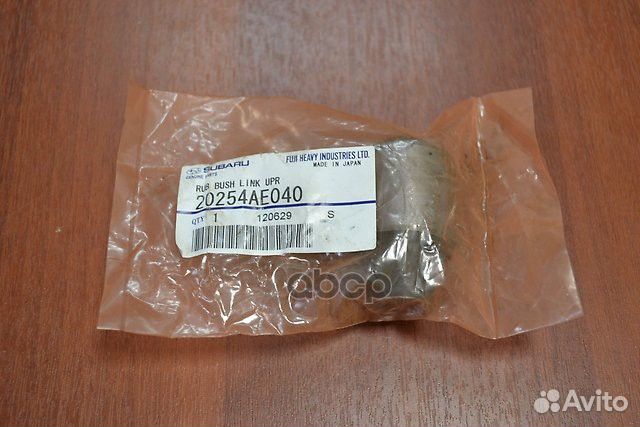 SUBARU
GENUINE PARTS
FUJI HEAVY INDUSTRIES LTD.
MADE IN JAPAN
RUB BUSH LINK UPR
20254AE040
QTY 1 120629 S
abcp
Avito